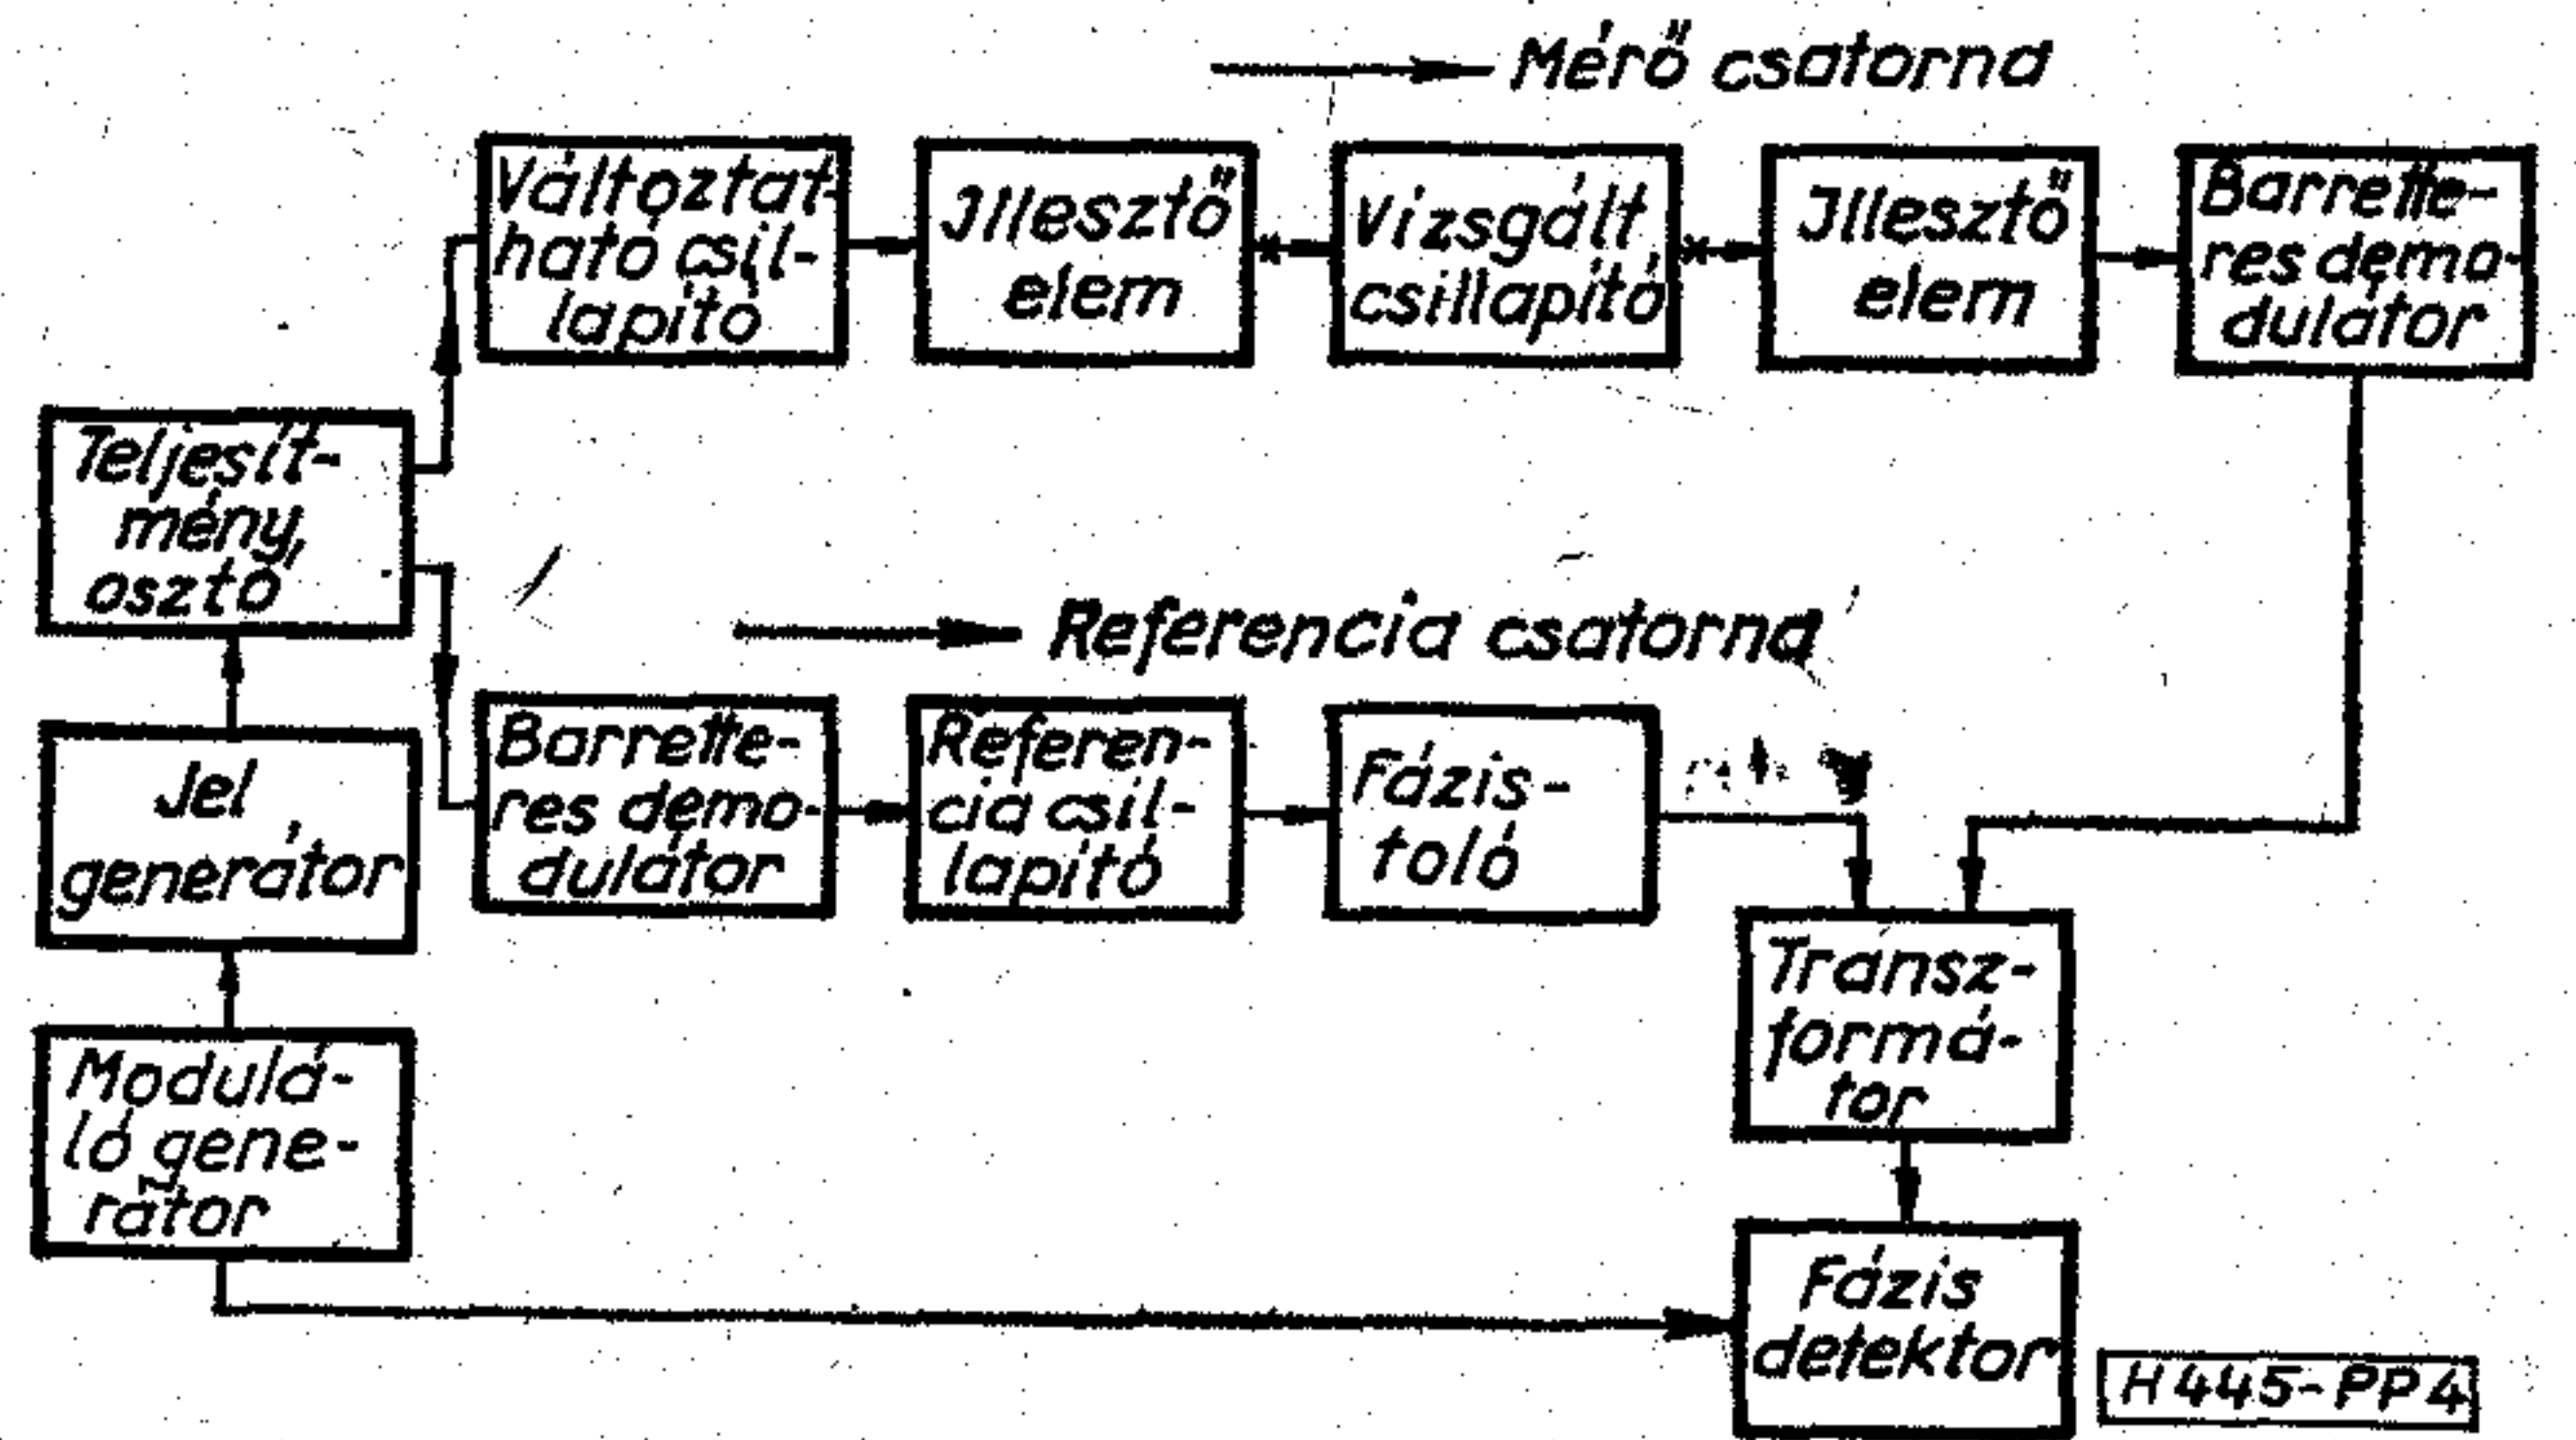 Mérő csatorna
Változtat-
ható csil-
lapító
Jllesztő
elem
Vizsgált
csillapító
Jllesztő
elem
Barrette-
res demo-
dulátor
Teljesít-
mény,
osztó
Referencia csatorna
Jel
generátor
Barrette-
res demo-
dulátor
Referen-
cia csil-
lapító
Fázis-
toló
Modulá-
ló gene-
rátor
Transz-
formá-
tor
Fázis
detektor
H445-PP4